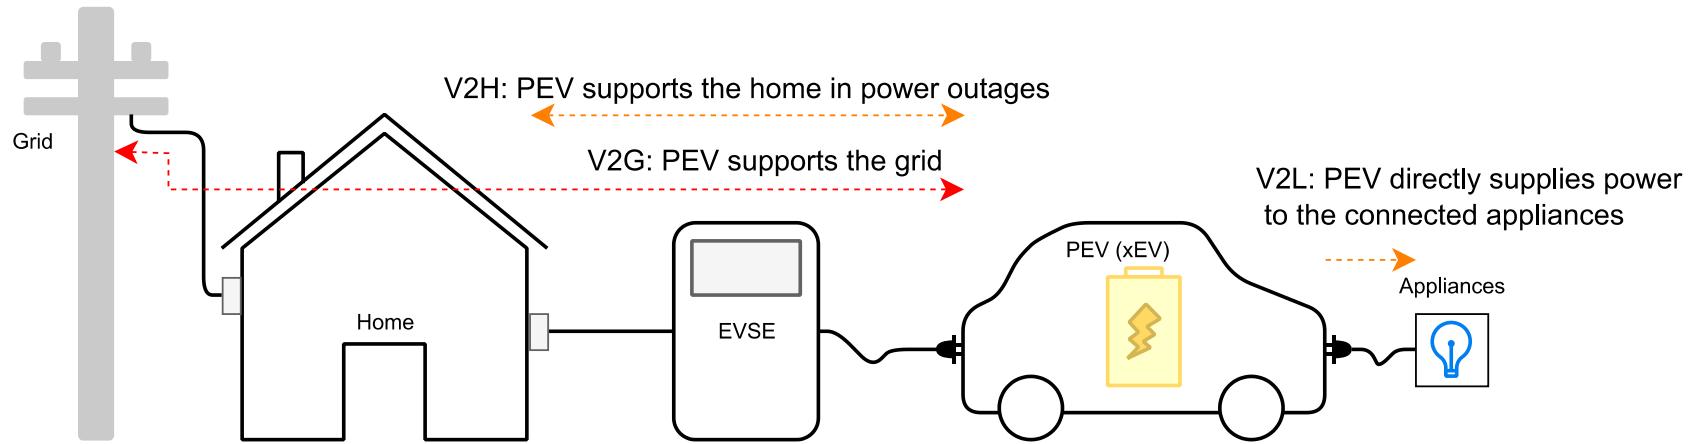 V2H: PEV supports the home in power outages
Grid
V2G: PEV supports the grid
V2L: PEV directly supplies power
to the connected appliances
PEV (xEV)
Appliances
Home
EVSE